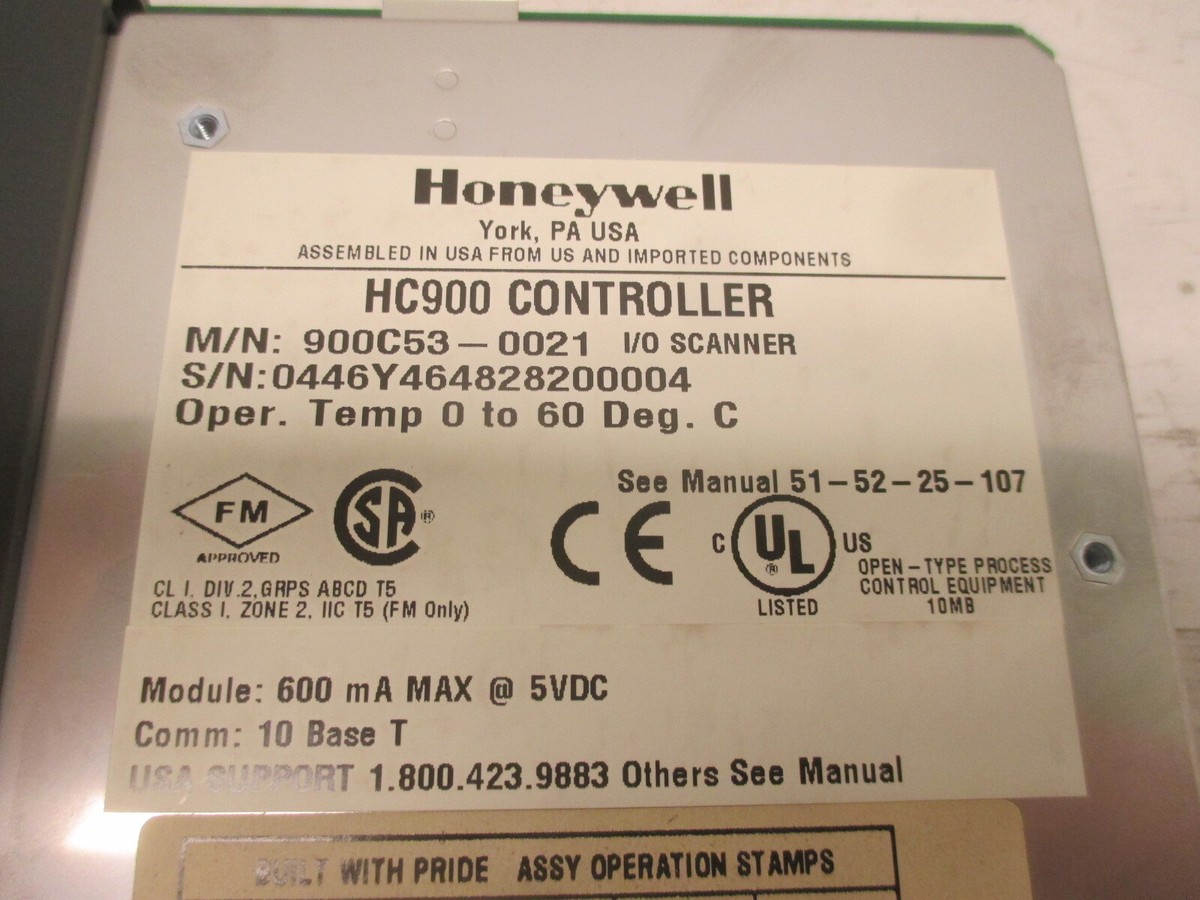 Honeywell
York, PA USA
ASSEMBLED IN USA FROM US AND IMPORTED COMPONENTS
HC900 CONTROLLER
M/N: 900C53-0021 I/O SCANNER
S/N:0446Y464828200004
Oper. Temp 0 to 60 Deg. C
See Manual 51-52-25-107
FM
APPROVED
SA ®
CE
C UL ® US
LISTED
OPEN-TYPE PROCESS
CONTROL EQUIPMENT
10MB
CL I, DIV.2,GRPS ABCD T5
CLASS I, ZONE 2, IIC T5 (FM Only)
Module: 600 mA MAX @ 5VDC
Comm: 10 Base T
USA SUPPORT 1.800.423.9883 Others See Manual
BUILT WITH PRIDE ASSY OPERATION STAMPS